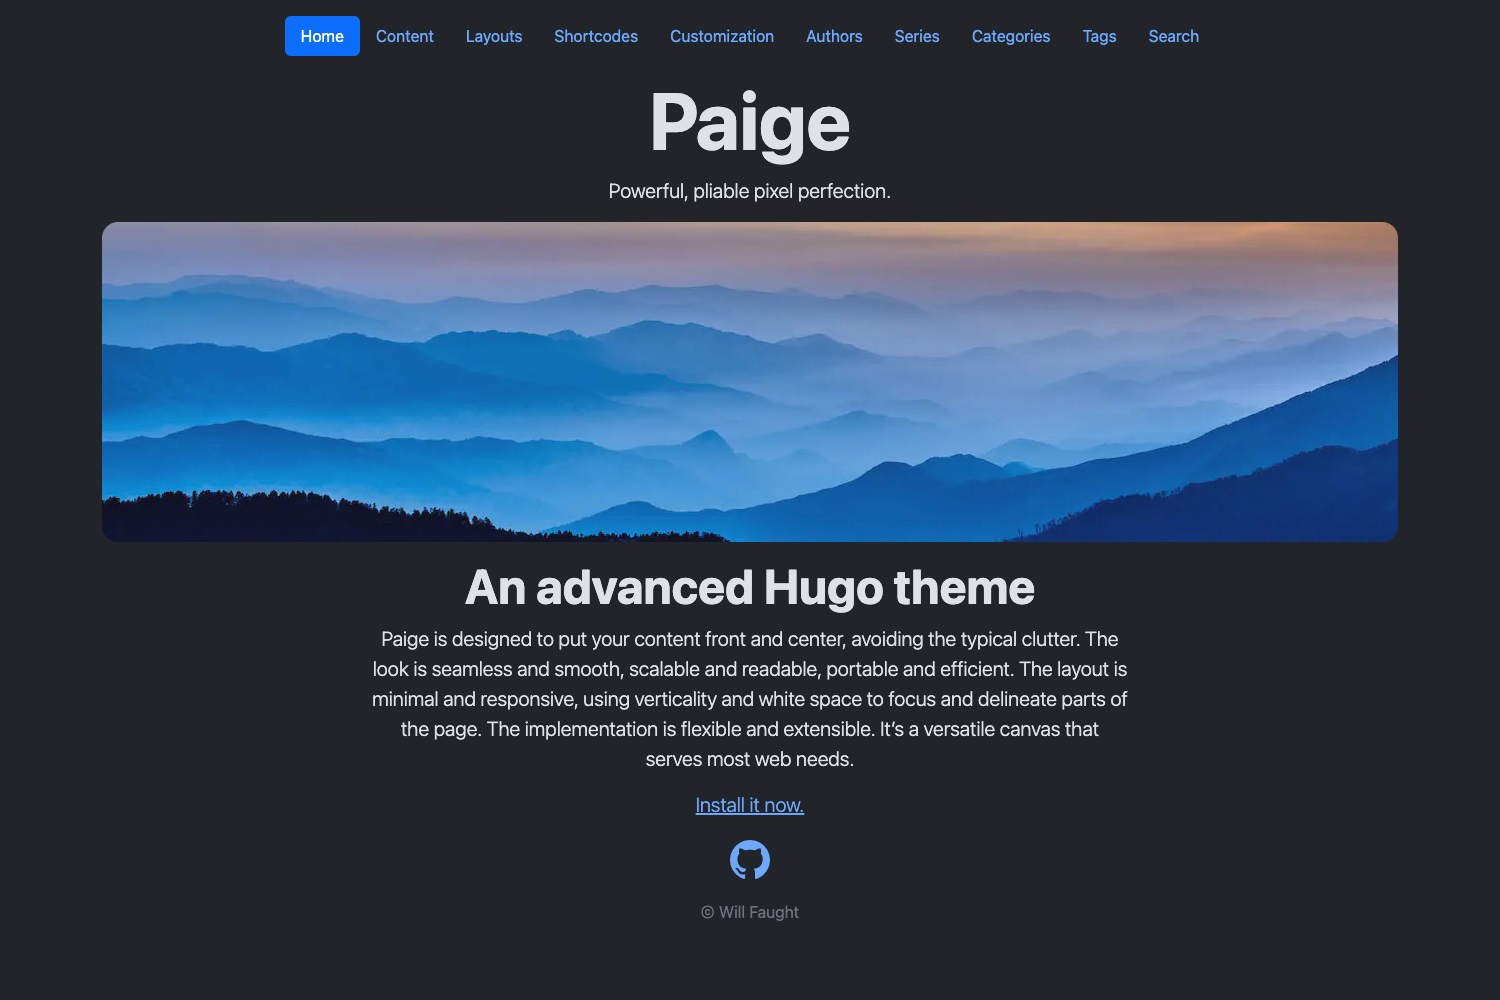 Home Content Layouts Shortcodes Customization Authors Series Categories Tags Search
Paige
Powerful, pliable pixel perfection.
An advanced Hugo theme
Paige is designed to put your content front and center, avoiding the typical clutter. The
look is seamless and smooth, scalable and readable, portable and efficient. The layout is
minimal and responsive, using verticality and white space to focus and delineate parts of
the page. The implementation is flexible and extensible. It’s a versatile canvas that
serves most web needs.
Install it now.
© Will Faught